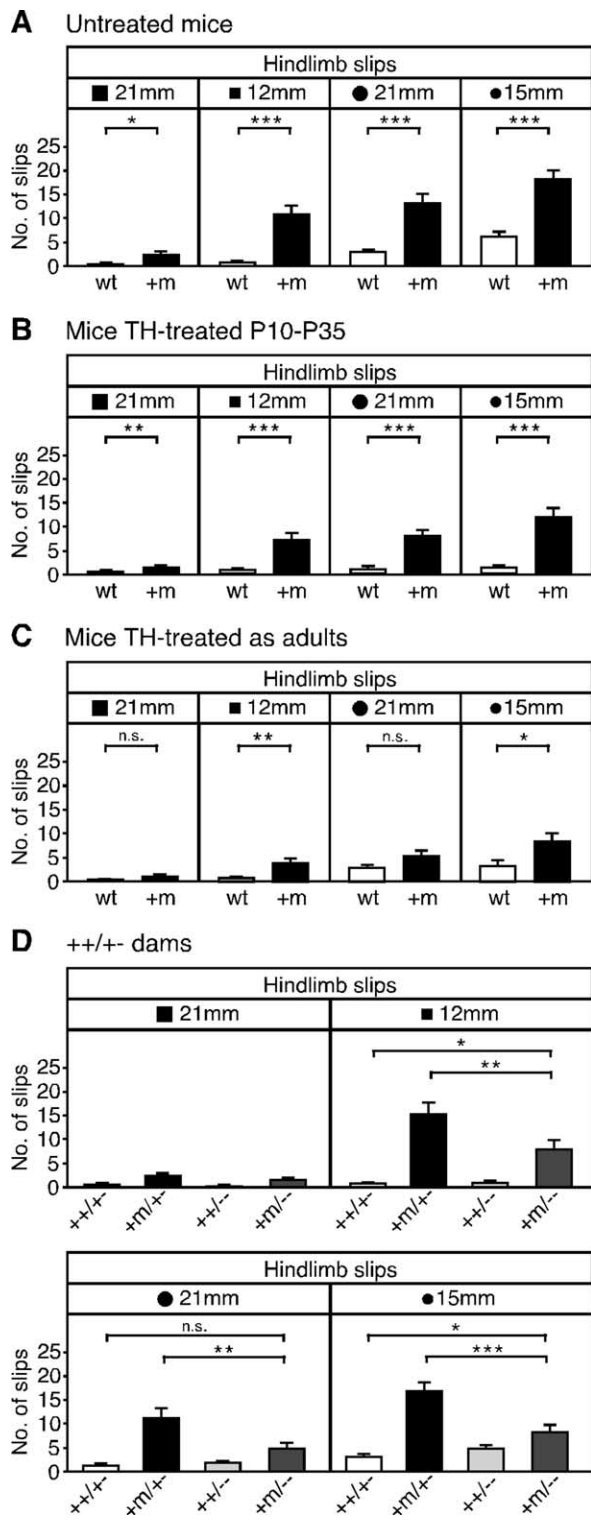 A Untreated mice
Hindlimb slips
■ 21mm ■ 12mm ● 21mm ● 15mm
* *** *** ***
No. of slips
25
20
15
10
5
0
wt +m wt +m wt +m wt +m
B Mice TH-treated P10-P35
Hindlimb slips
■ 21mm ■ 12mm ● 21mm ● 15mm
** *** *** ***
No. of slips
25
20
15
10
5
0
wt +m wt +m wt +m wt +m
C Mice TH-treated as adults
Hindlimb slips
■ 21mm ■ 12mm ● 21mm ● 15mm
n.s. ** n.s. *
No. of slips
25
20
15
10
5
0
wt +m wt +m wt +m wt +m
D ++/+- dams
Hindlimb slips
■ 21mm ■ 12mm
*
**
No. of slips
25
20
15
10
5
0
++/+- +m/+- ++/-- +m/-- ++/+- +m/+- ++/-- +m/--
Hindlimb slips
● 21mm ● 15mm
n.s. *
** ***
No. of slips
25
20
15
10
5
0
++/+- +m/+- ++/-- +m/-- ++/+- +m/+- ++/-- +m/--